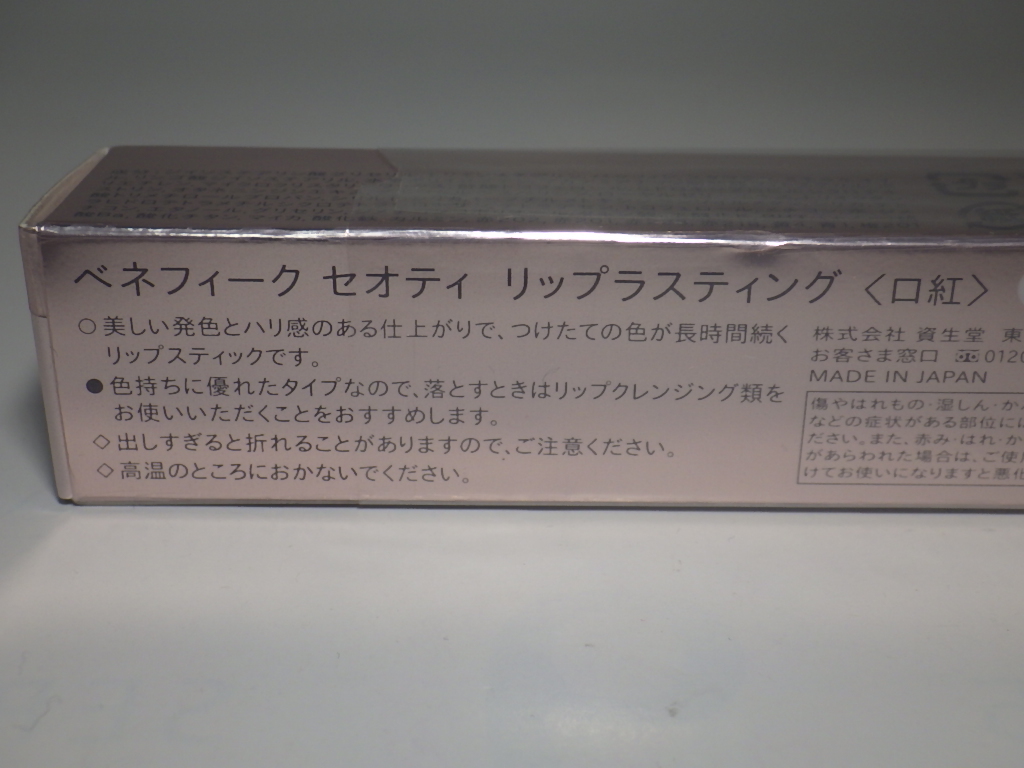 ベネフィーク セオティ リップラスティング〈口紅〉
○美しい発色とハリ感のある仕上がりで、つけたての色が長時間続く
リップスティックです。
●色持ちに優れたタイプなので、落とすときはリップクレンジング類を
お使いいただくことをおすすめします。
◇出しすぎると折れることがありますので、ご注意ください。
◇高温のところにおかないでください。
株式会社 資生堂 東
お客さま窓口 0120
MADE IN JAPAN
傷やはれもの・湿しん・か
などの症状がある部位には
ださい。また、赤み・はれ・か
があらわれた場合は、ご使用
けてお使いになりますと悪化